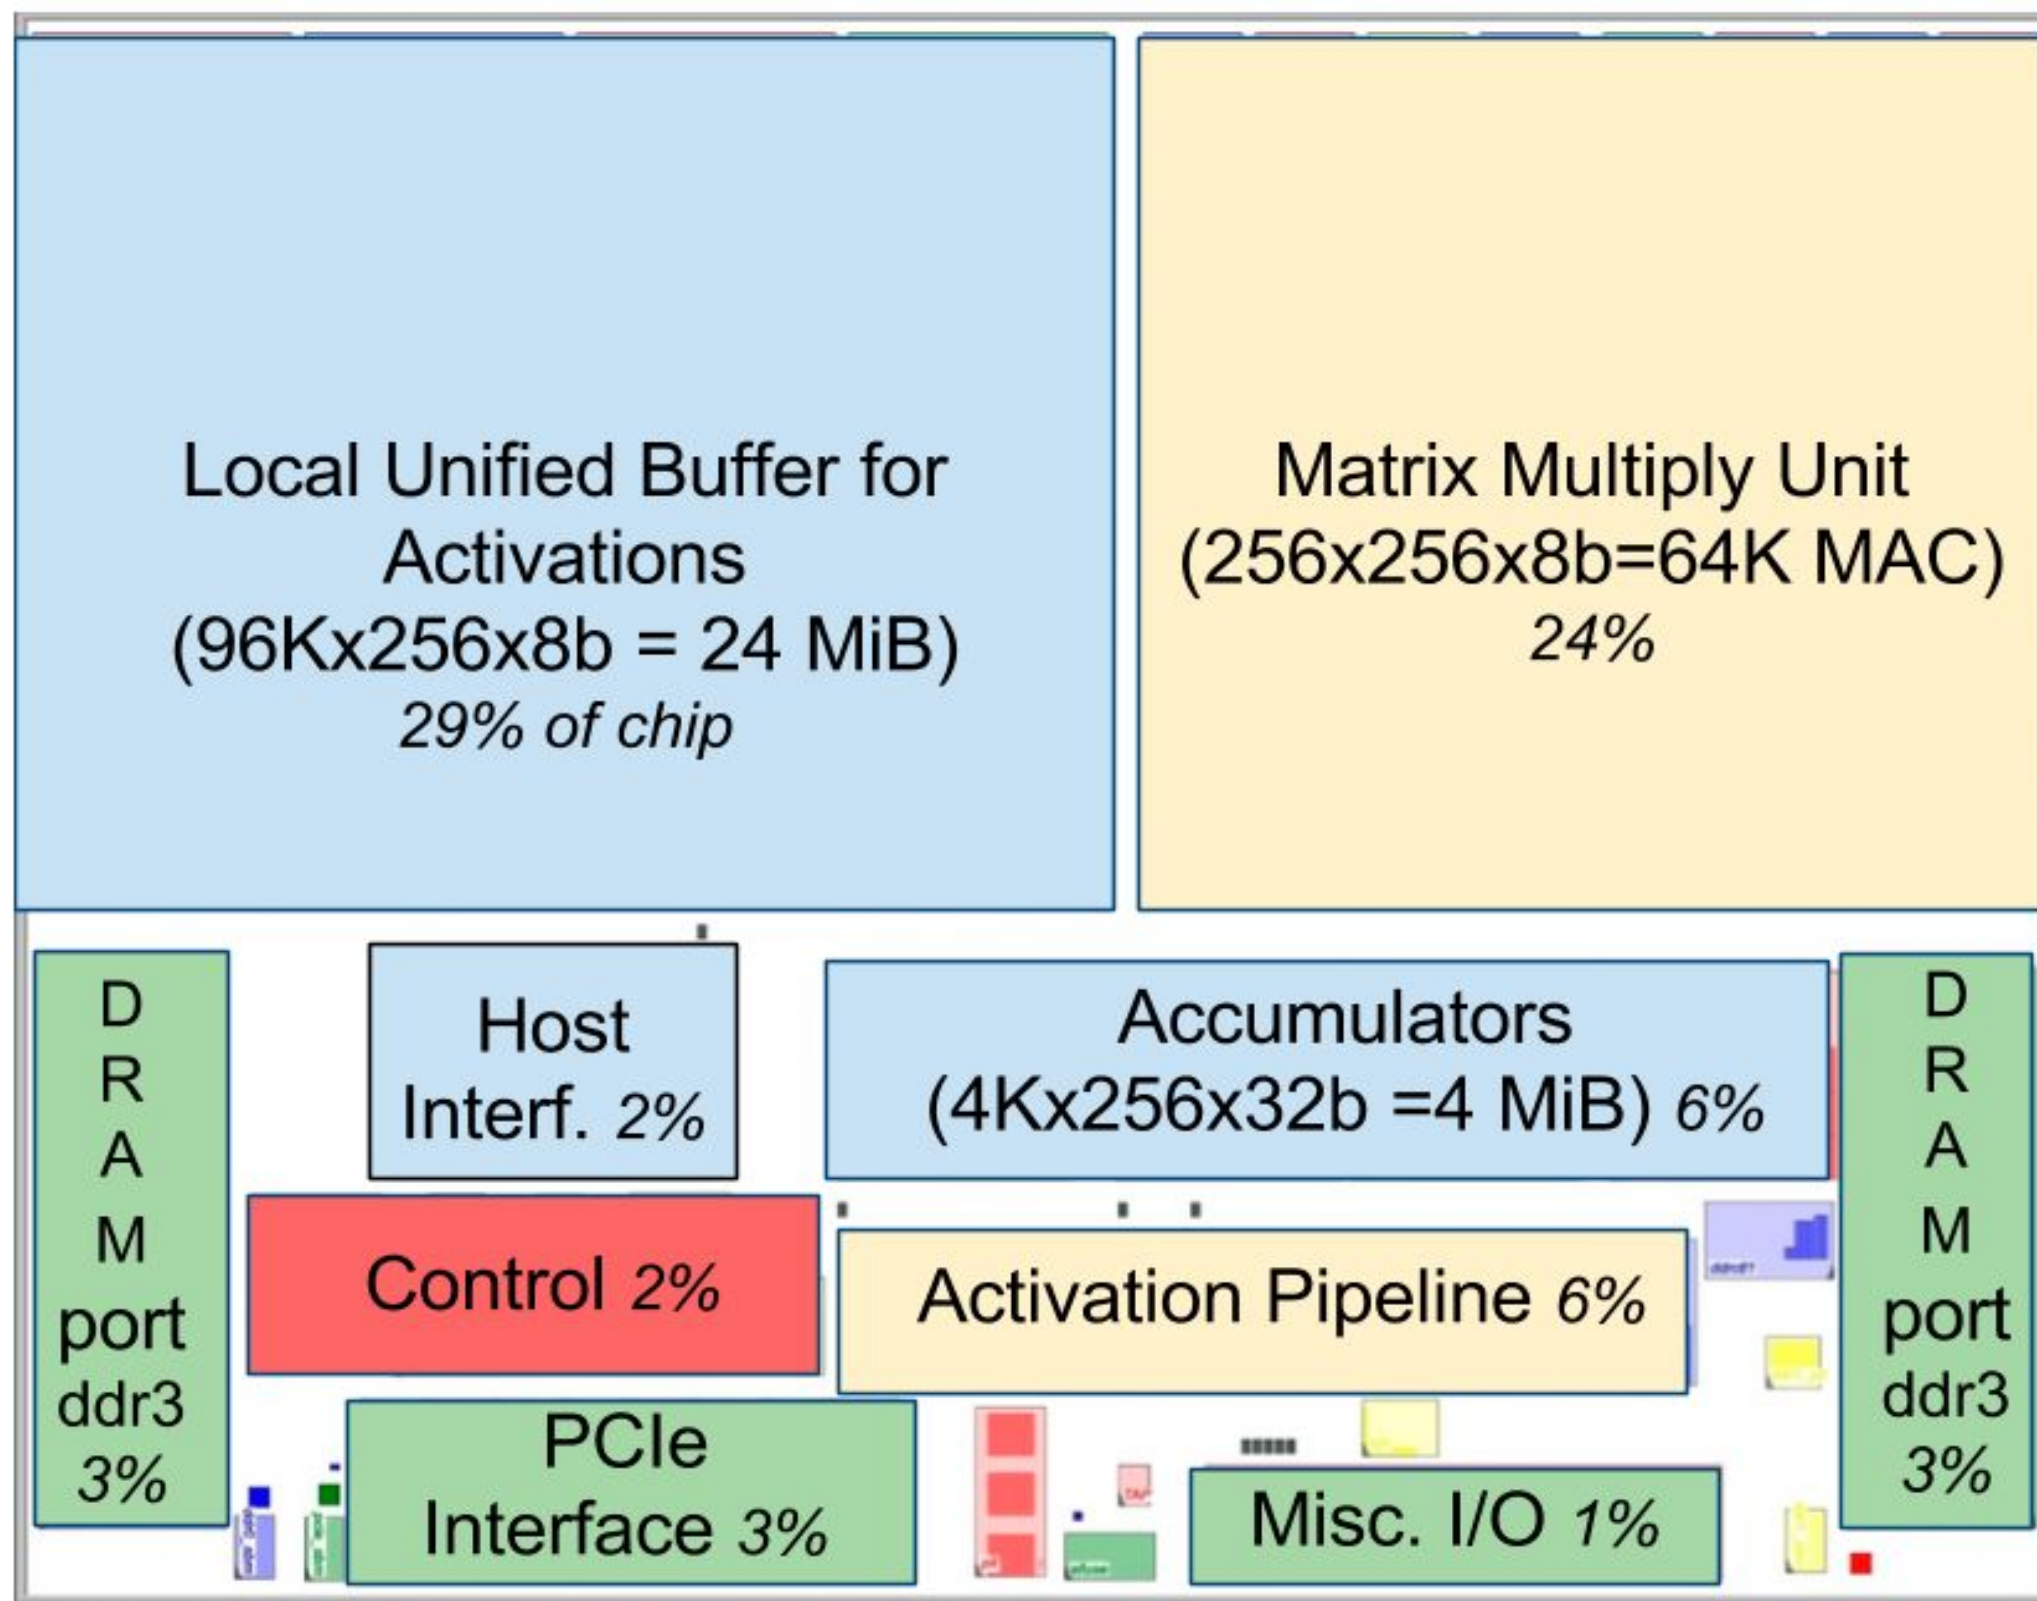 Local Unified Buffer for
Activations
(96Kx256x8b = 24 MiB)
29% of chip
Matrix Multiply Unit
(256x256x8b=64K MAC)
24%
D
R
A
M
port
ddr3
3%
Host
Interf. 2%
Accumulators
(4Kx256x32b =4 MiB) 6%
D
R
A
M
port
ddr3
3%
Control 2%
Activation Pipeline 6%
PCIe
Interface 3%
Misc. I/O 1%